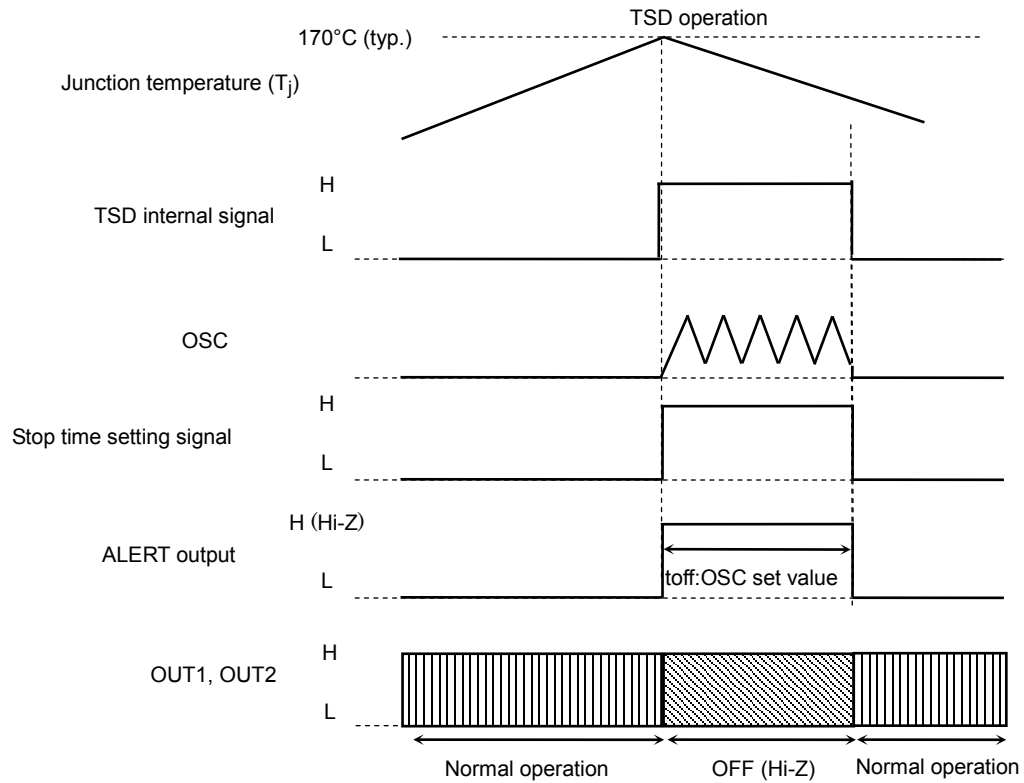 TSD operation
170°C (typ.)
Junction temperature (Tj)
H
TSD internal signal
L
OSC
H
Stop time setting signal
L
H (Hi-Z)
ALERT output
toff:OSC set value
L
H
OUT1, OUT2
L
Normal operation
OFF (Hi-Z)
Normal operation